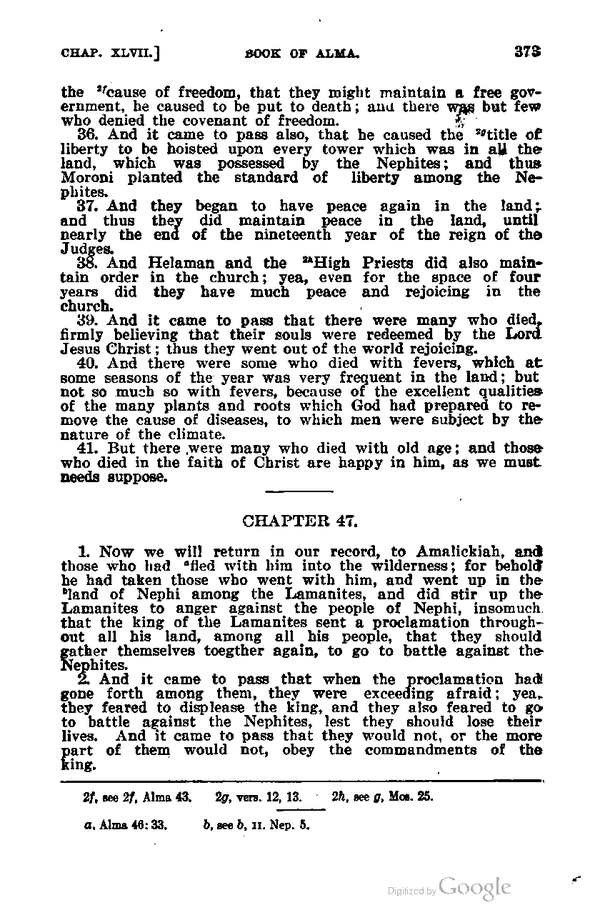 CHAP. XLVII.] BOOK OF ALMA. 373
the 2fcause of freedom, that they might maintain a free gov-
ernment, he caused to be put to death; and there was but few
who denied the covenant of freedom.
36. And it came to pass also, that he caused the 2gtitle of
liberty to be hoisted upon every tower which was in all the
land, which was possessed by the Nephites; and thus
Moroni planted the standard of liberty among the Ne-
phites.
37. And they began to have peace again in the land;
and thus they did maintain peace in the land, until
nearly the end of the nineteenth year of the reign of the
Judges.
38. And Helaman and the 2hHigh Priests did also main-
tain order in the church; yea, even for the space of four
years did they have much peace and rejoicing in the
church.
39. And it came to pass that there were many who died,
firmly believing that their souls were redeemed by the Lord
Jesus Christ; thus they went out of the world rejoicing.
40. And there were some who died with fevers, which at
some seasons of the year was very frequent in the land; but
not so much so with fevers, because of the excellent qualities
of the many plants and roots which God had prepared to re-
move the cause of diseases, to which men were subject by the
nature of the climate.
41. But there were many who died with old age; and those
who died in the faith of Christ are happy in him, as we must
needs suppose.
CHAPTER 47.
1. Now we will return in our record, to Amalickiah, and
those who had afled with him into the wilderness; for behold
he had taken those who went with him, and went up in the
bland of Nephi among the Lamanites, and did stir up the
Lamanites to anger against the people of Nephi, insomuch
that the king of the Lamanites sent a proclamation through-
out all his land, among all his people, that they should
gather themselves toegther again, to go to battle against the
Nephites.
2. And it came to pass that when the proclamation had
gone forth among them, they were exceeding afraid; yea,
they feared to displease the king, and they also feared to go
to battle against the Nephites, lest they should lose their
lives. And it came to pass that they would not, or the more
part of them would not, obey the commandments of the
king.
2f, see 2f, Alma 43. 2g, vers. 12, 13. 2h, see g, Mos. 25.
a, Alma 46:33. b, see b, II. Nep. 5.
Digitized by Google